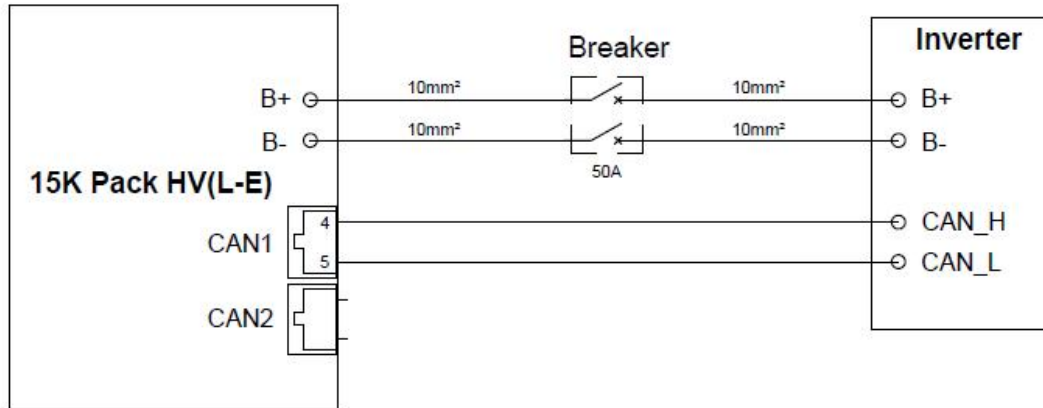 Breaker
Inverter
B+ 10mm² 10mm² B+
B- 10mm² 10mm² B-
50A
15K Pack HV(L-E)
CAN1 4 CAN_H
5 CAN_L
CAN2